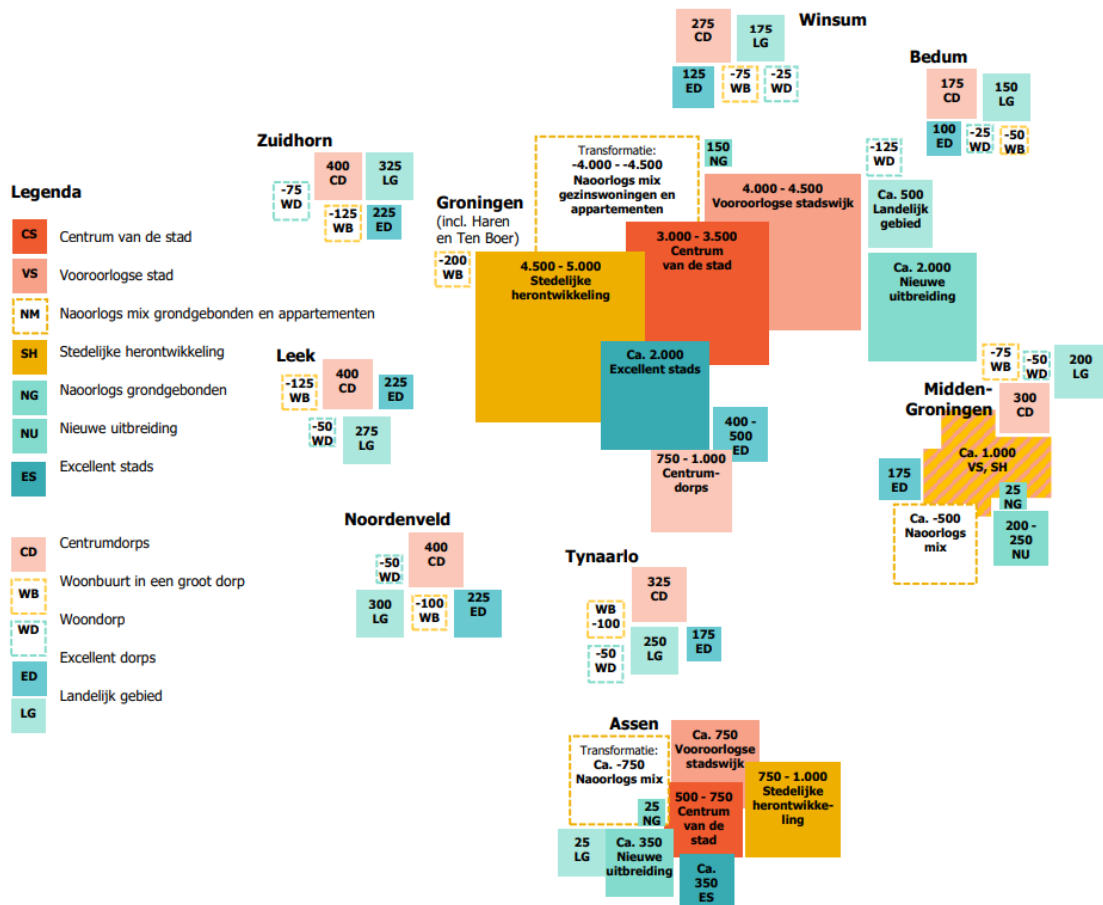 Winsum
275
CD
175
LG
125
ED
-75
WB
-25
WD
Bedum
175
CD
150
LG
100
ED
-25
WD
-50
WB
Zuidhorn
400
CD
325
LG
-75
WD
-125
WB
225
ED
Groningen
(incl. Haren
en Ten Boer)
-200
WB
Transformatie:
-4.000 - -4.500
Naoorlogs mix
gezinswoningen en
appartementen
150
NG
4.000 - 4.500
Vooroorlogse stadswijk
-125
WD
Ca. 500
Landelijk
gebied
3.000 - 3.500
Centrum
van de stad
4.500 - 5.000
Stedelijke
herontwikkeling
Ca. 2.000
Nieuwe
uitbreiding
Ca. 2.000
Excellent stads
400 -
500
ED
750 - 1.000
Centrum-
dorps
Legenda
CS
Centrum van de stad
VS
Vooroorlogse stad
NM
Naoorlogs mix grondgebonden en appartementen
SH
Stedelijke herontwikkeling
NG
Naoorlogs grondgebonden
NU
Nieuwe uitbreiding
ES
Excellent stads
CD
Centrumdorps
WB
Woonbuurt in een groot dorp
WD
Woondorp
ED
Excellent dorps
LG
Landelijk gebied
Leek
-125
WB
400
CD
225
ED
-50
WD
275
LG
Midden-
Groningen
-75
WB
-50
WD
200
LG
300
CD
Ca. 1.000
VS, SH
175
ED
25
NG
Ca. -500
Naoorlogs
mix
200 -
250
NU
Noordenveld
-50
WD
400
CD
300
LG
-100
WB
225
ED
Tynaarlo
325
CD
WB
-100
250
LG
175
ED
-50
WD
Assen
Transformatie:
Ca. -750
Naoorlogs mix
Ca. 750
Vooroorlogse
stadswijk
750 - 1.000
Stedelijke
herontwikke-
ling
500 - 750
Centrum
van de
stad
25
NG
25
LG
Ca. 350
Nieuwe
uitbreiding
Ca.
350
ES